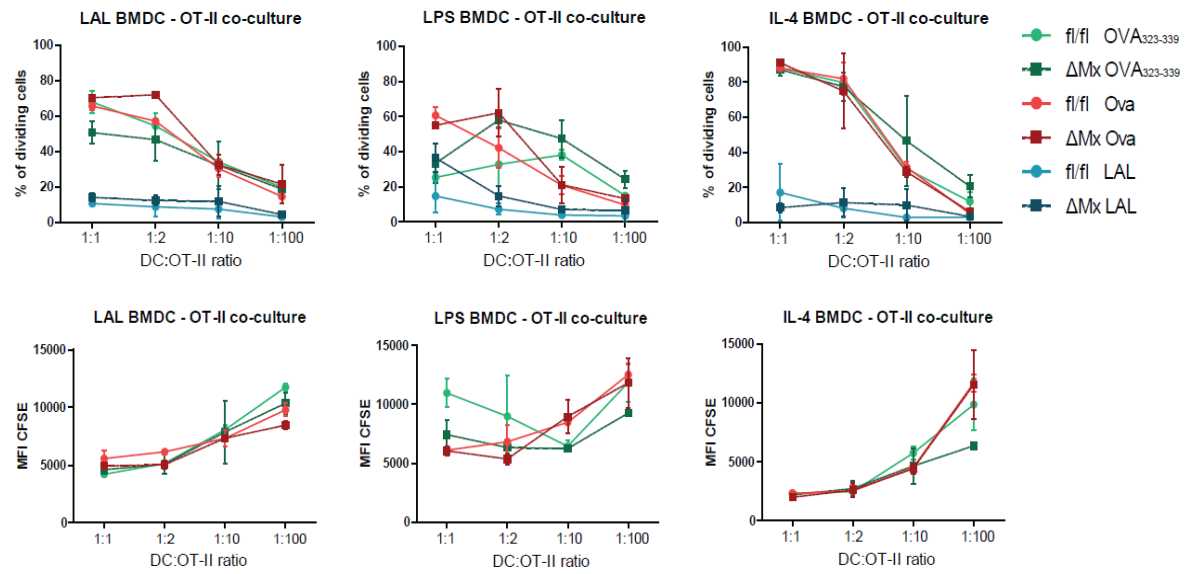 LAL BMDC - OT-II co-culture
% of dividing cells
100
80
60
40
20
0
1:1
1:2
1:10
1:100
DC:OT-II ratio
LPS BMDC - OT-II co-culture
% of dividing cells
100
80
60
40
20
0
1:1
1:2
1:10
1:100
DC:OT-II ratio
IL-4 BMDC - OT-II co-culture
% of dividing cells
100
80
60
40
20
0
1:1
1:2
1:10
1:100
DC:OT-II ratio
fl/fl OVA323-339
ΔMx OVA323-339
fl/fl Ova
ΔMx Ova
fl/fl LAL
ΔMx LAL
LAL BMDC - OT-II co-culture
MFI CFSE
15000
10000
5000
0
1:1
1:2
1:10
1:100
DC:OT-II ratio
LPS BMDC - OT-II co-culture
MFI CFSE
15000
10000
5000
0
1:1
1:2
1:10
1:100
DC:OT-II ratio
IL-4 BMDC - OT-II co-culture
MFI CFSE
15000
10000
5000
0
1:1
1:2
1:10
1:100
DC:OT-II ratio